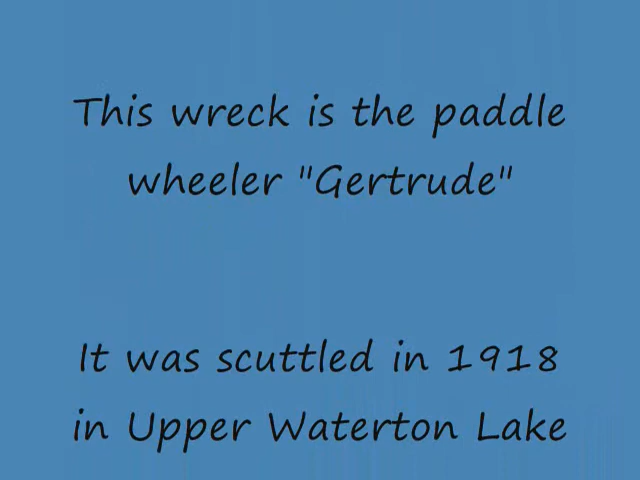 This wreck is the paddle
wheeler "Gertrude"
It was scuttled in 1918
in Upper Waterton Lake